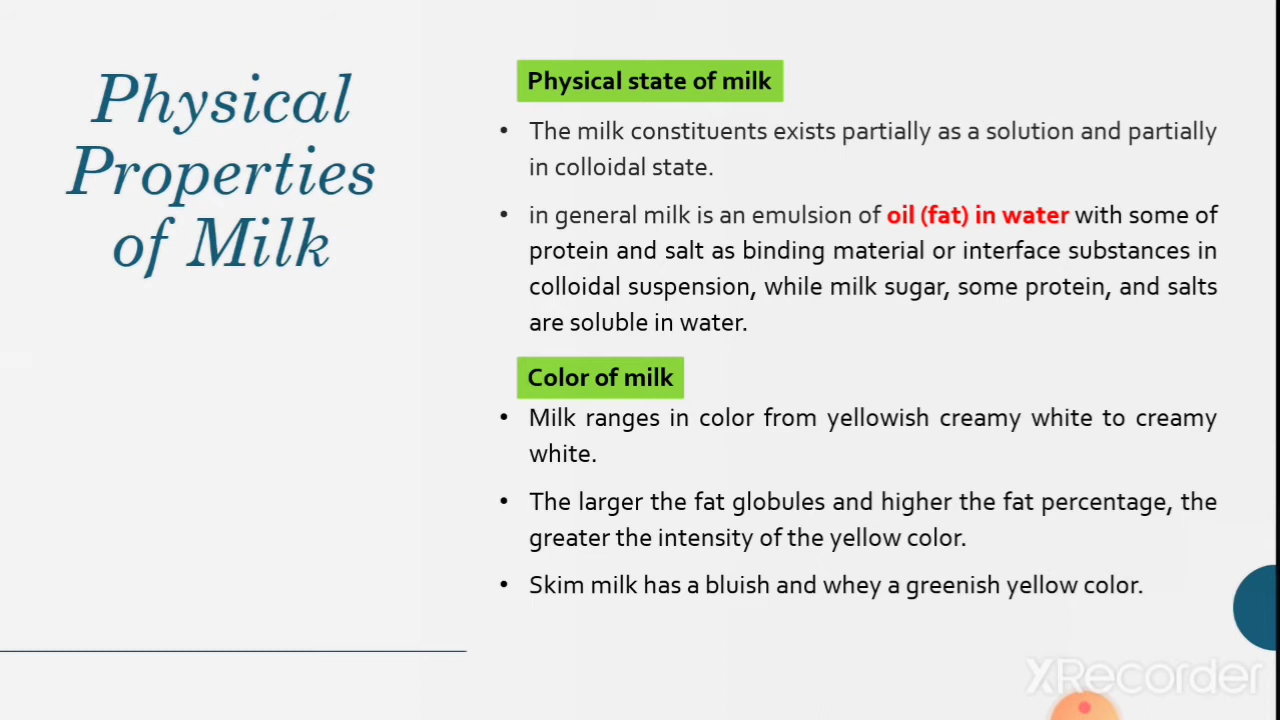 Physical
Properties
of Milk
Physical state of milk
• The milk constituents exists partially as a solution and partially
in colloidal state.
• in general milk is an emulsion of oil (fat) in water with some of
protein and salt as binding material or interface substances in
colloidal suspension, while milk sugar, some protein, and salts
are soluble in water.
Color of milk
• Milk ranges in color from yellowish creamy white to creamy
white.
• The larger the fat globules and higher the fat percentage, the
greater the intensity of the yellow color.
• Skim milk has a bluish and whey a greenish yellow color.
XRecorder